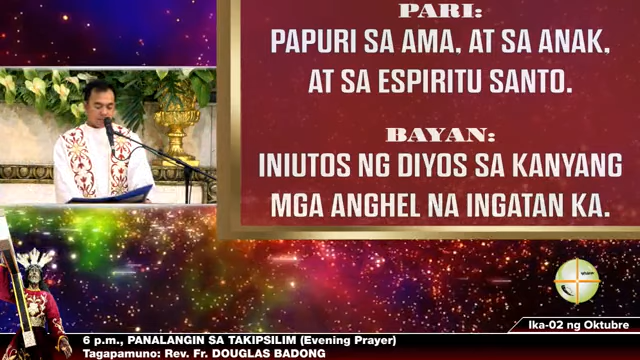 PARI:
PAPURI SA AMA, AT SA ANAK,
AT SA ESPIRITU SANTO.
BAYAN:
INIUTOS NG DIYOS SA KANYANG
MGA ANGHEL NA INGATAN KA.
Ika-02 ng Oktubre
6 p.m., PANALANGIN SA TAKIPSILIM (Evening Prayer)
Tagapamuno: Rev. Fr. DOUGLAS BADONG